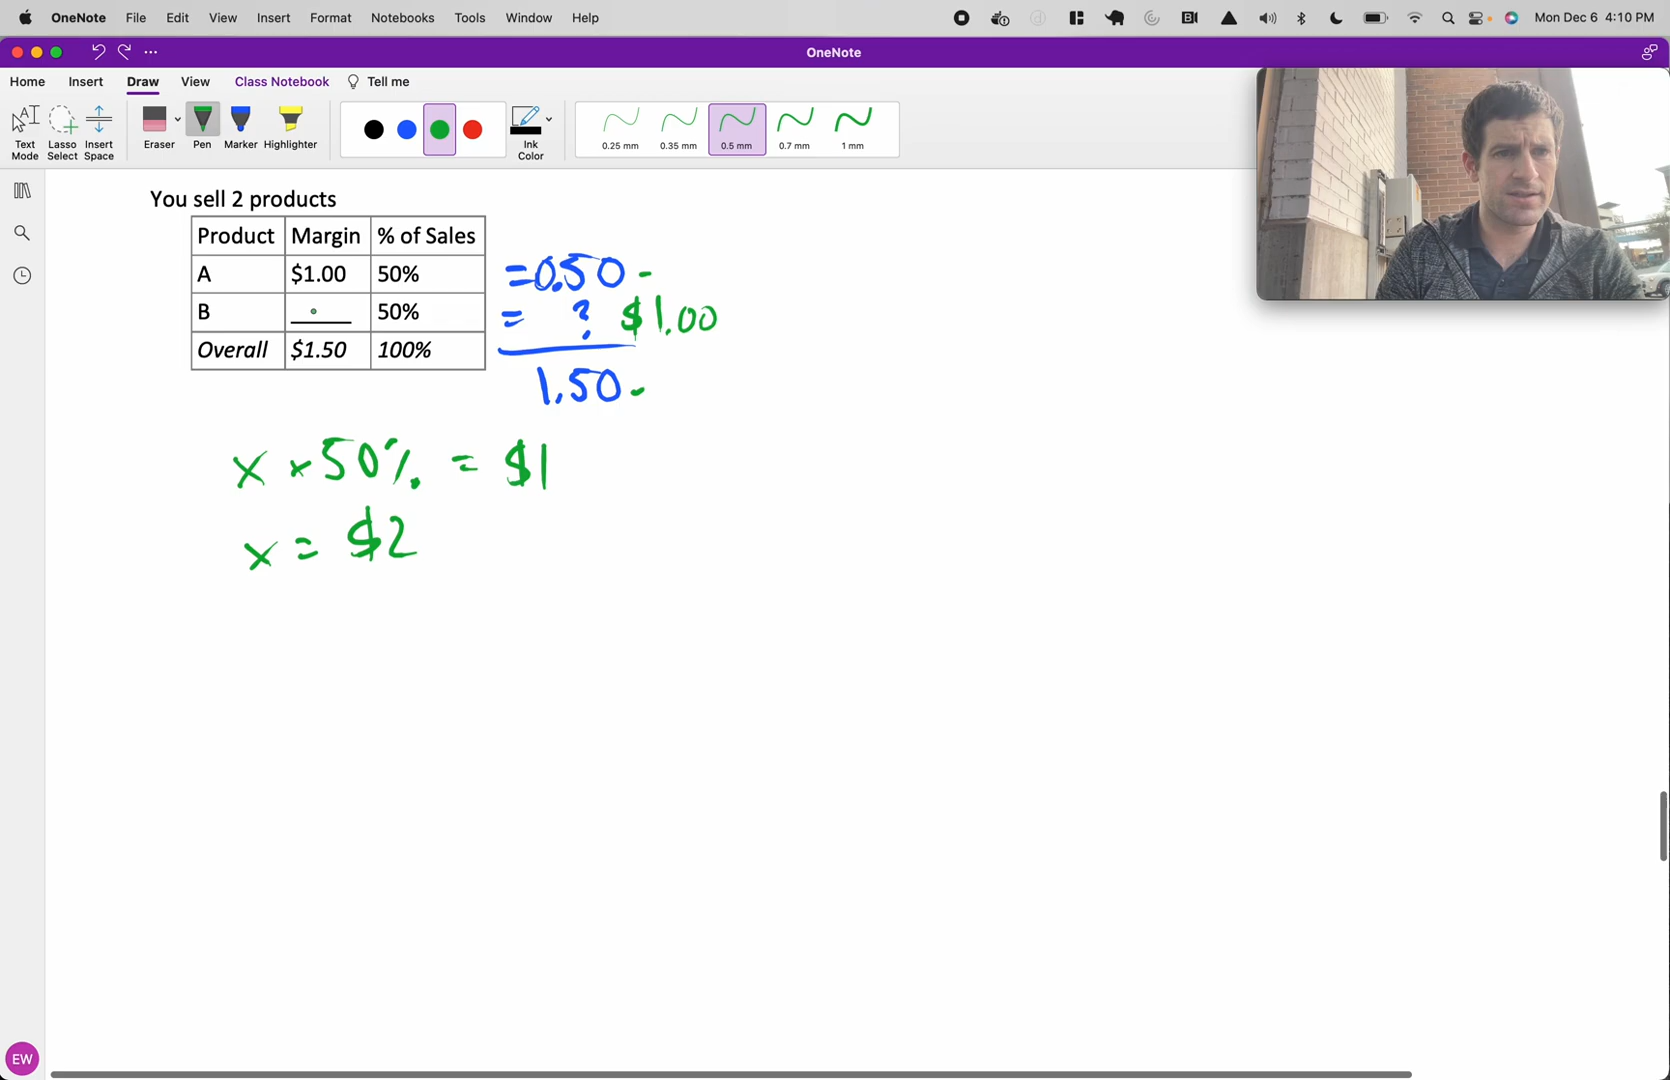 OneNote File Edit View Insert Format Notebooks Tools Window Help Mon Dec 6 4:10 PM
OneNote
Home Insert Draw View Class Notebook Tell me
Text Mode Lasso Select Insert Space Eraser Pen Marker Highlighter Ink Color 0.25 mm 0.35 mm 0.5 mm 0.7 mm 1 mm
You sell 2 products
Product Margin % of Sales
A $1.00 50% =0.50
B 50% = ? $1.00
Overall $1.50 100% 1.50
x × 50% = $1
x = $2
EW